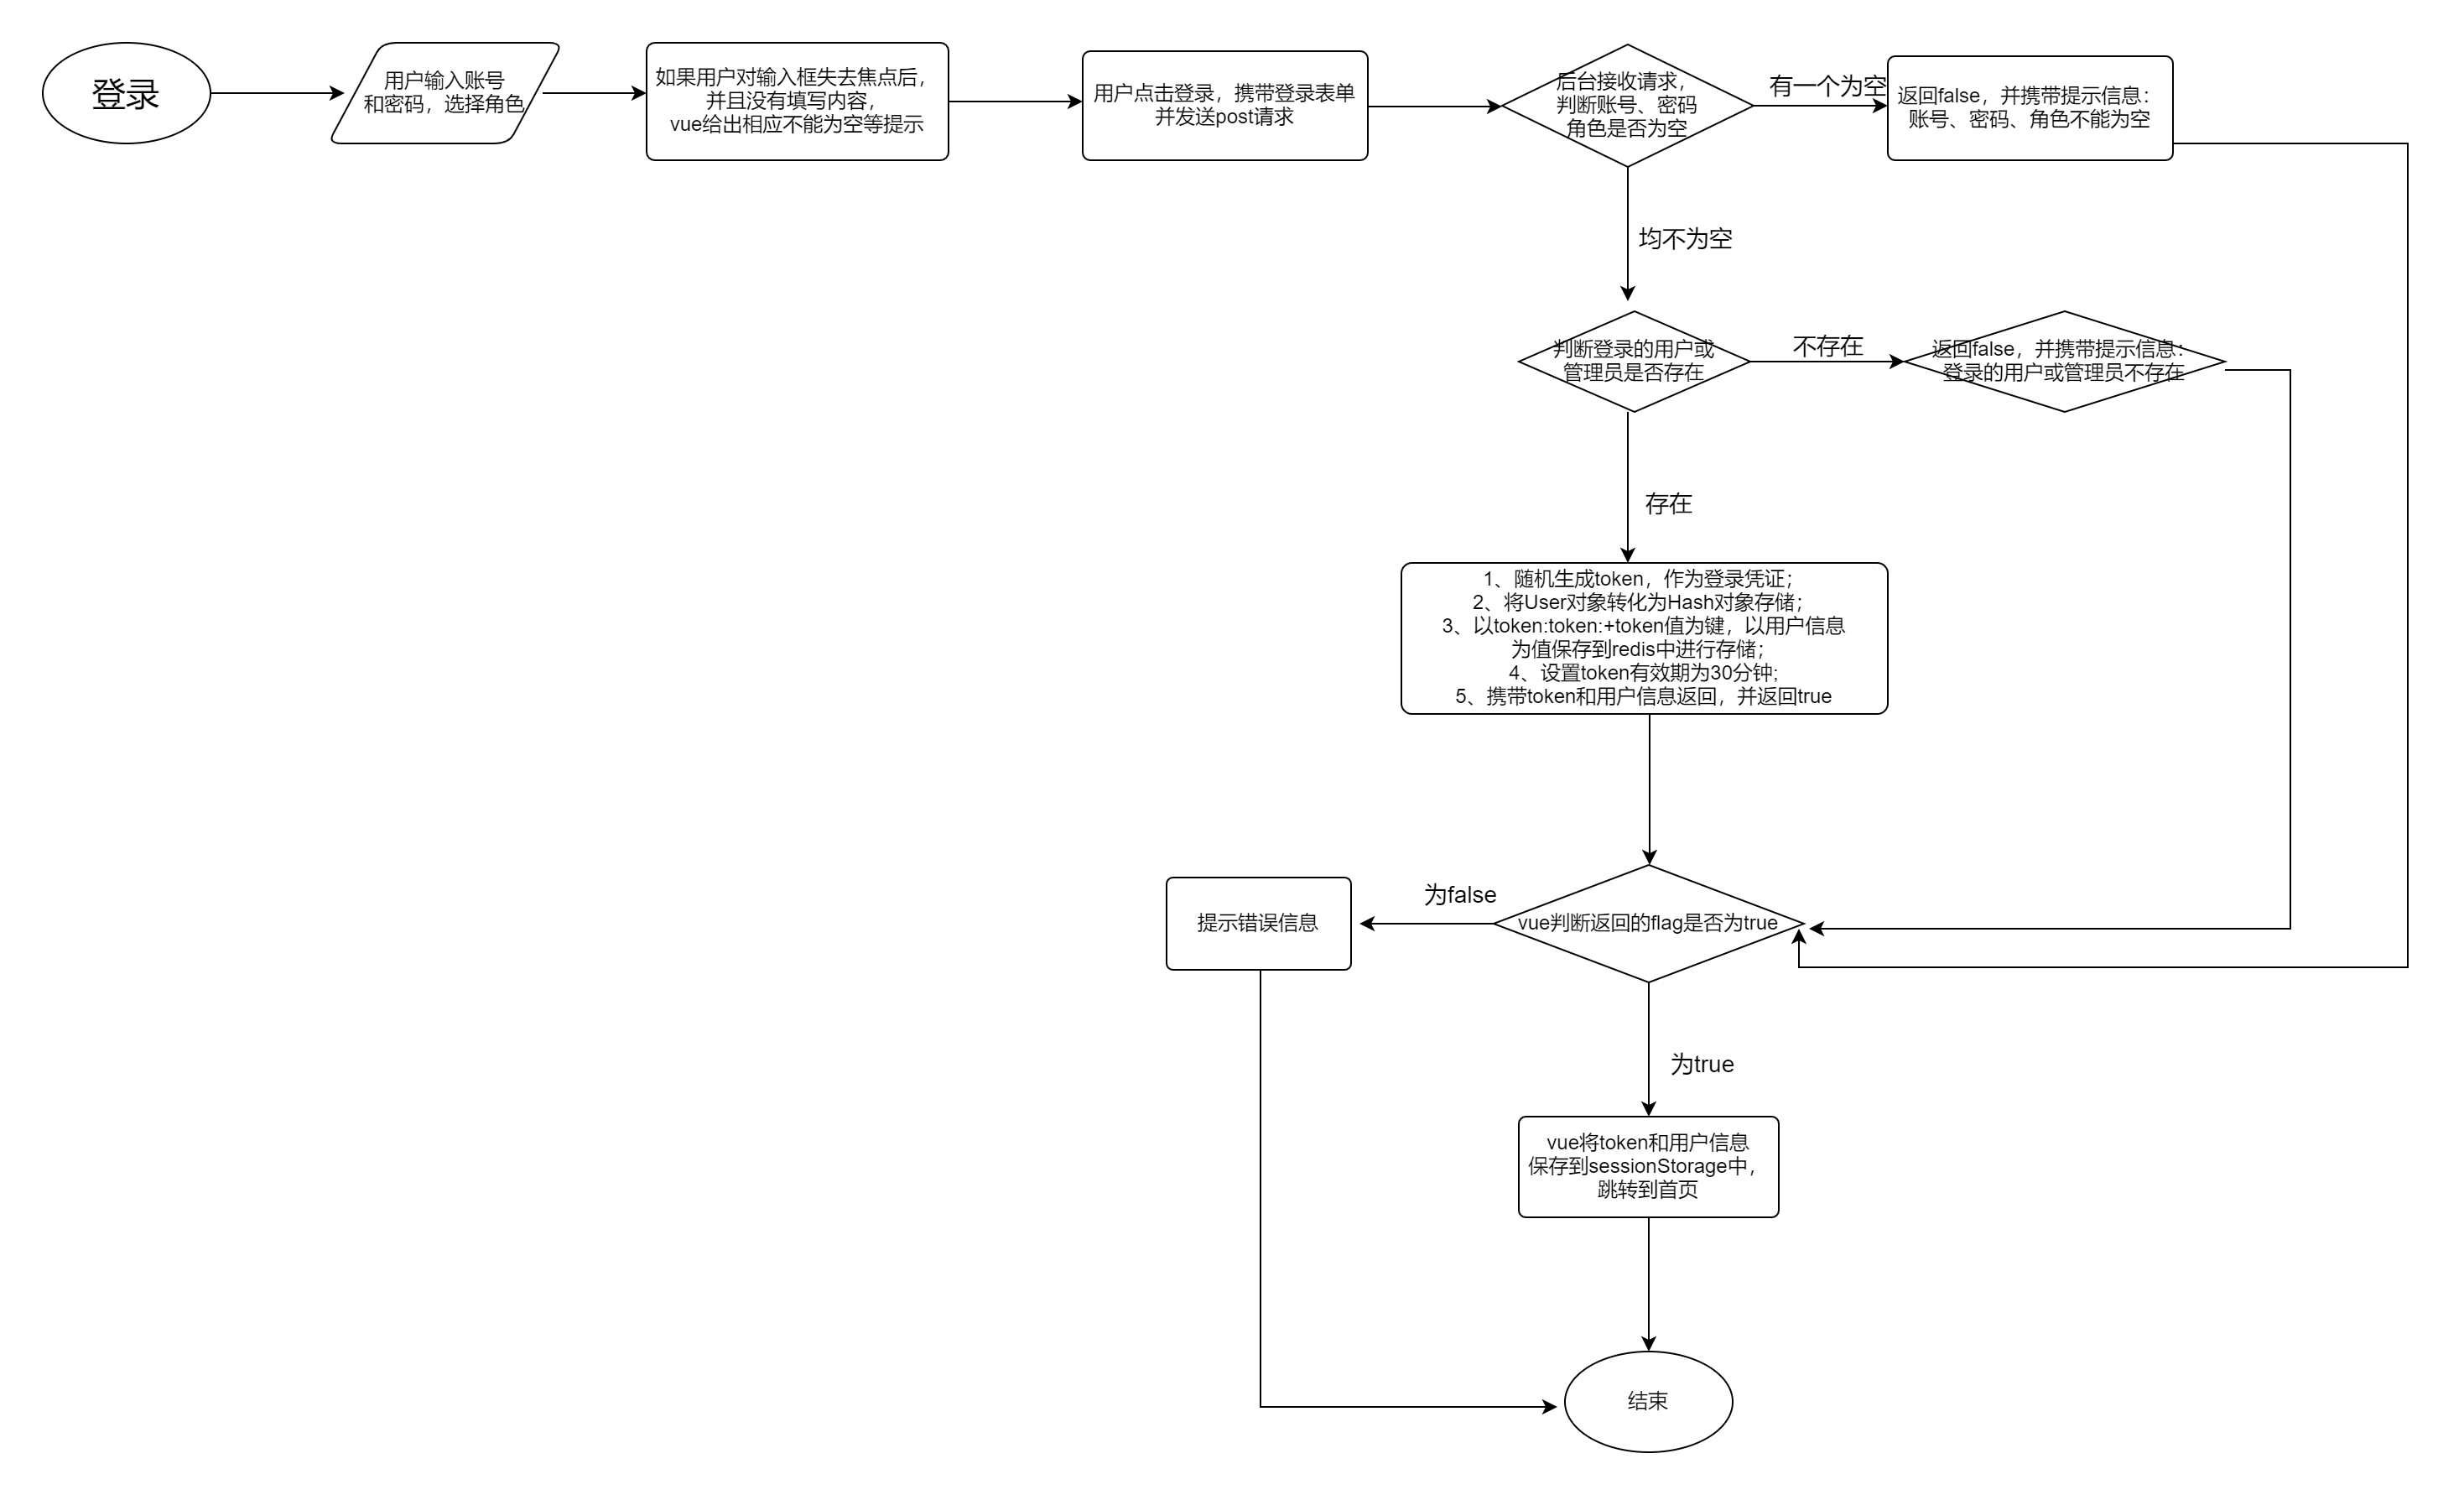 登录
用户输入账号
和密码，选择角色
如果用户对输入框失去焦点后，
并且没有填写内容，
vue给出相应不能为空等提示
用户点击登录，携带登录表单
并发送post请求
后台接收请求，
判断账号、密码
角色是否为空
有一个为空
返回false，并携带提示信息：
账号、密码、角色不能为空
均不为空
判断登录的用户或
管理员是否存在
不存在
返回false，并携带提示信息：
登录的用户或管理员不存在
存在
1、随机生成token，作为登录凭证；
2、将User对象转化为Hash对象存储；
3、以token:token:+token值为键，以用户信息
为值保存到redis中进行存储；
4、设置token有效期为30分钟;
5、携带token和用户信息返回，并返回true
为false
提示错误信息
vue判断返回的flag是否为true
为true
vue将token和用户信息
保存到sessionStorage中，
跳转到首页
结束